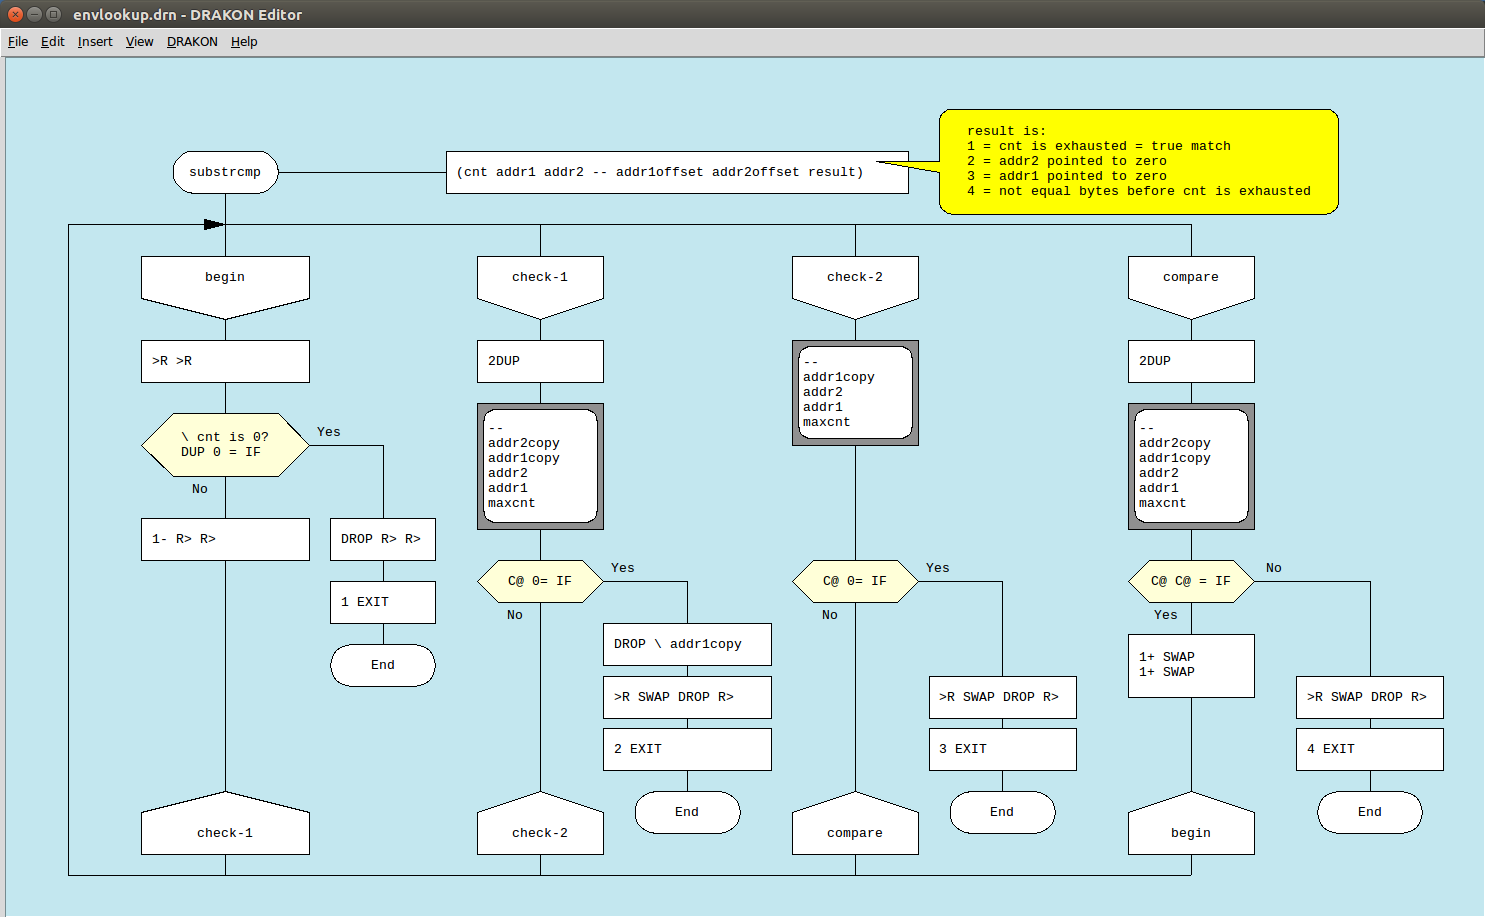 envlookup.drn - DRAKON Editor
File Edit Insert View DRAKON Help
result is:
1 = cnt is exhausted = true match
2 = addr2 pointed to zero
3 = addr1 pointed to zero
4 = not equal bytes before cnt is exhausted
substrcmp
(cnt addr1 addr2 -- addr1offset addr2offset result)
begin
>R >R
\ cnt is 0?
DUP 0 = IF
Yes
No
1- R> R>
DROP R> R>
1 EXIT
End
check-1
check-1
2DUP
--
addr2copy
addr1copy
addr2
addr1
maxcnt
C@ 0= IF
Yes
No
DROP \ addr1copy
>R SWAP DROP R>
2 EXIT
End
check-2
check-2
--
addr1copy
addr2
addr1
maxcnt
C@ 0= IF
Yes
No
>R SWAP DROP R>
3 EXIT
End
compare
compare
2DUP
--
addr2copy
addr1copy
addr2
addr1
maxcnt
C@ C@ = IF
No
Yes
1+ SWAP
1+ SWAP
>R SWAP DROP R>
4 EXIT
End
begin